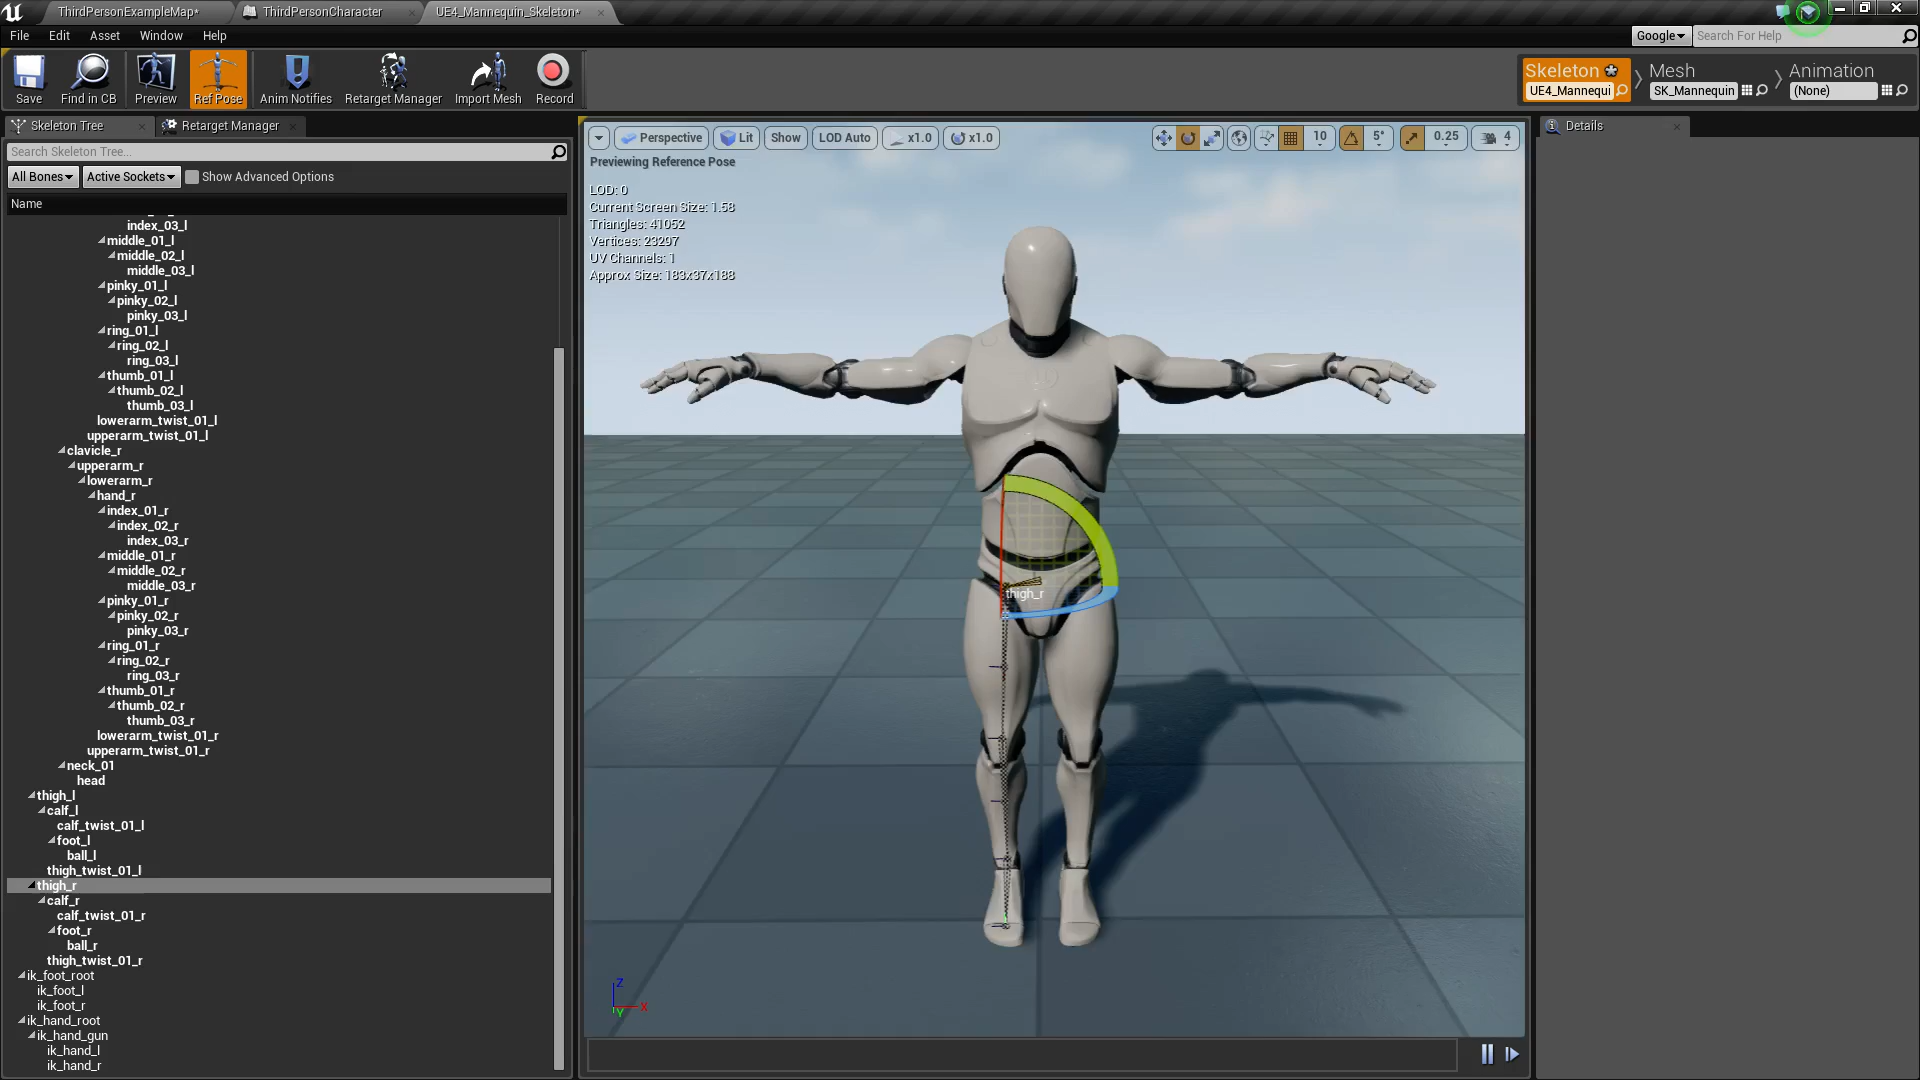 ThirdPersonExampleMap*
ThirdPersonCharacter
UE4_Mannequin_Skeleton*
File
Edit
Asset
Window
Help
Google
Search For Help
Save
Find in CB
Preview
Ref Pose
Anim Notifies
Retarget Manager
Import Mesh
Record
Skeleton
UE4_Mannequi
Mesh
SK_Mannequin
Animation
(None)
Skeleton Tree
Retarget Manager
Search Skeleton Tree...
All Bones
Active Sockets
Show Advanced Options
Name
index_03_l
middle_01_l
middle_02_l
middle_03_l
pinky_01_l
pinky_02_l
pinky_03_l
ring_01_l
ring_02_l
ring_03_l
thumb_01_l
thumb_02_l
thumb_03_l
lowerarm_twist_01_l
upperarm_twist_01_l
clavicle_r
upperarm_r
lowerarm_r
hand_r
index_01_r
index_02_r
index_03_r
middle_01_r
middle_02_r
middle_03_r
pinky_01_r
pinky_02_r
pinky_03_r
ring_01_r
ring_02_r
ring_03_r
thumb_01_r
thumb_02_r
thumb_03_r
lowerarm_twist_01_r
upperarm_twist_01_r
neck_01
head
thigh_l
calf_l
calf_twist_01_l
foot_l
ball_l
thigh_twist_01_l
thigh_r
calf_r
calf_twist_01_r
foot_r
ball_r
thigh_twist_01_r
ik_foot_root
ik_foot_l
ik_foot_r
ik_hand_root
ik_hand_gun
ik_hand_l
ik_hand_r
Perspective
Lit
Show
LOD Auto
x1.0
x1.0
10
5°
0.25
4
Previewing Reference Pose
LOD: 0
Current Screen Size: 1.58
Triangles: 41052
Vertices: 23297
UV Channels: 1
Approx Size: 183x37x188
thigh_r
Z
X
Y
Details